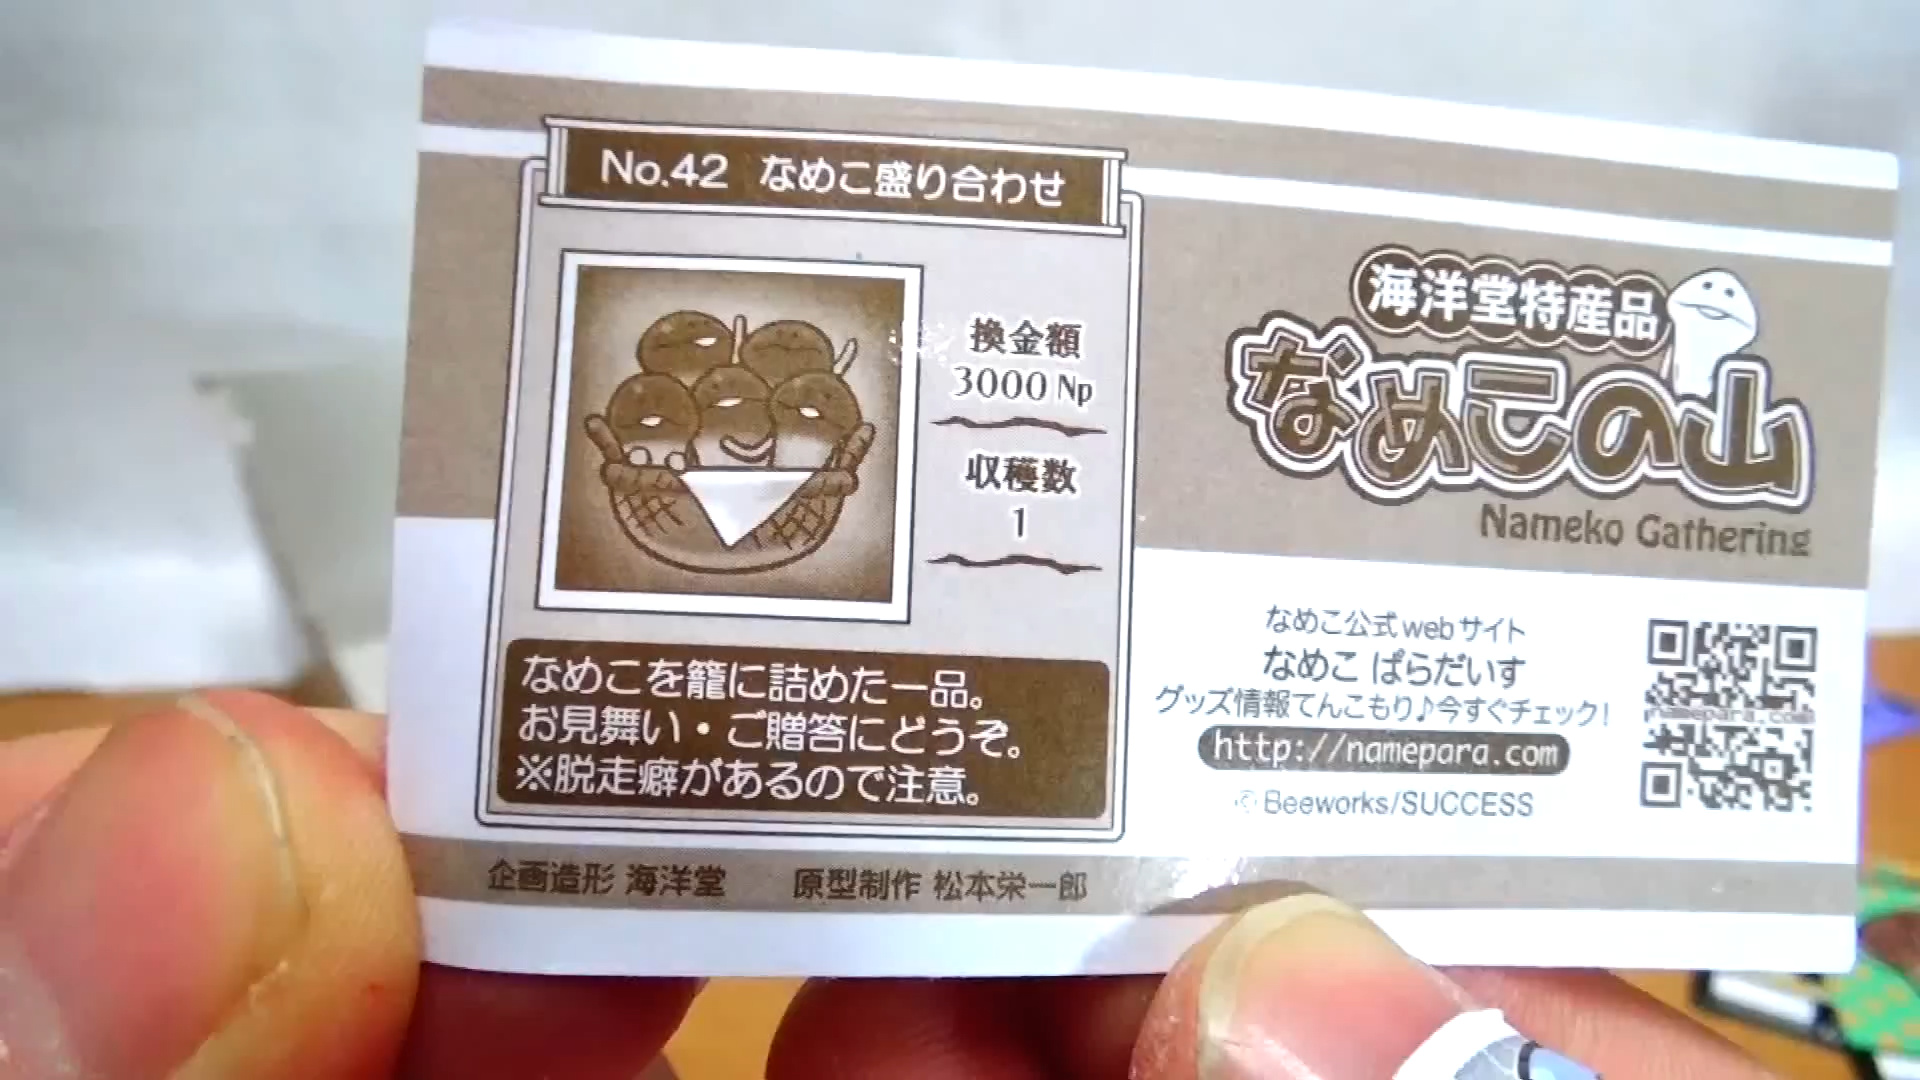 No.42 なめこ盛り合わせ
換金額
3000 Np
収穫数
1
なめこを籠に詰めた一品。
お見舞い・ご贈答にどうぞ。
※脱走癖があるので注意。
企画造形 海洋堂 原型制作 松本栄一郎
海洋堂特産品
なめこの山
Nameko Gathering
なめこ公式webサイト
なめこ ぱらだいす
グッズ情報てんこもり♪今すぐチェック!
http://namepara.com
© Beeworks/SUCCESS
namepara.com